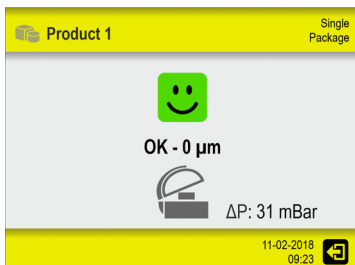 Product 1
Single
Package
OK - 0 µm
ΔP: 31 mBar
11-02-2018
09:23